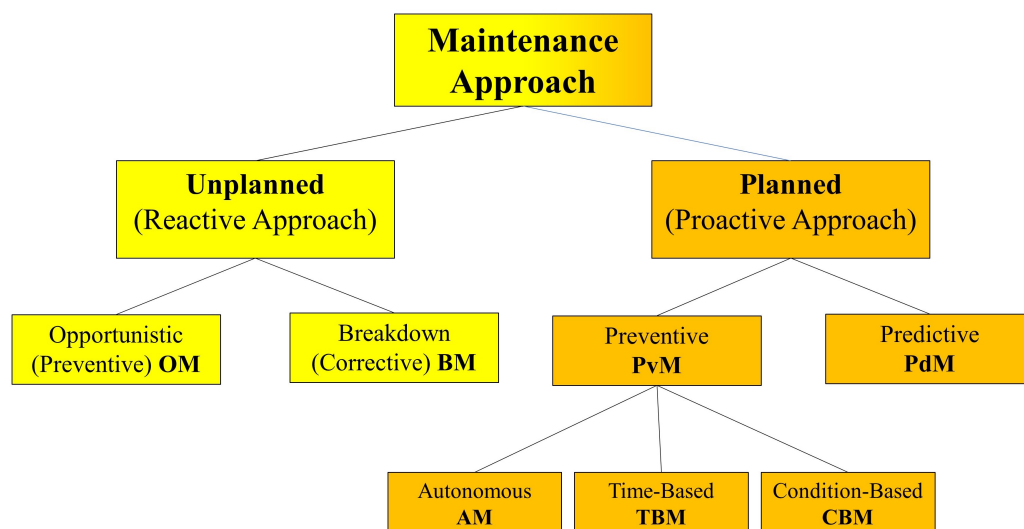 Maintenance
Approach
Unplanned
(Reactive Approach)
Planned
(Proactive Approach)
Opportunistic
(Preventive) OM
Breakdown
(Corrective) BM
Preventive
PvM
Predictive
PdM
Autonomous
AM
Time-Based
TBM
Condition-Based
CBM